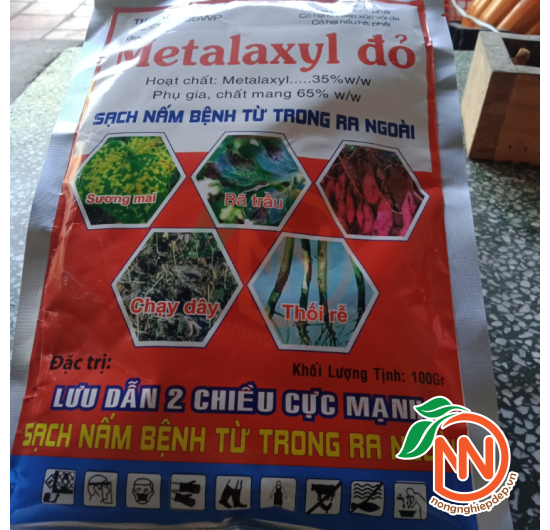 35WP
Metalaxyl đỏ
Hoạt chất: Metalaxyl.....35%w/w
Phụ gia, chất mang 65% w/w
SẠCH NẤM BỆNH TỪ TRONG RA NGOÀI
Sương mai
Bã trầu
Chạy dây
Thối rễ
Đặc trị:
Khối Lượng Tịnh: 100Gr
LƯU DẪN 2 CHIỀU CỰC MẠNH
SẠCH NẤM BỆNH TỪ TRONG RA
NN
nongnghiepdep.vn